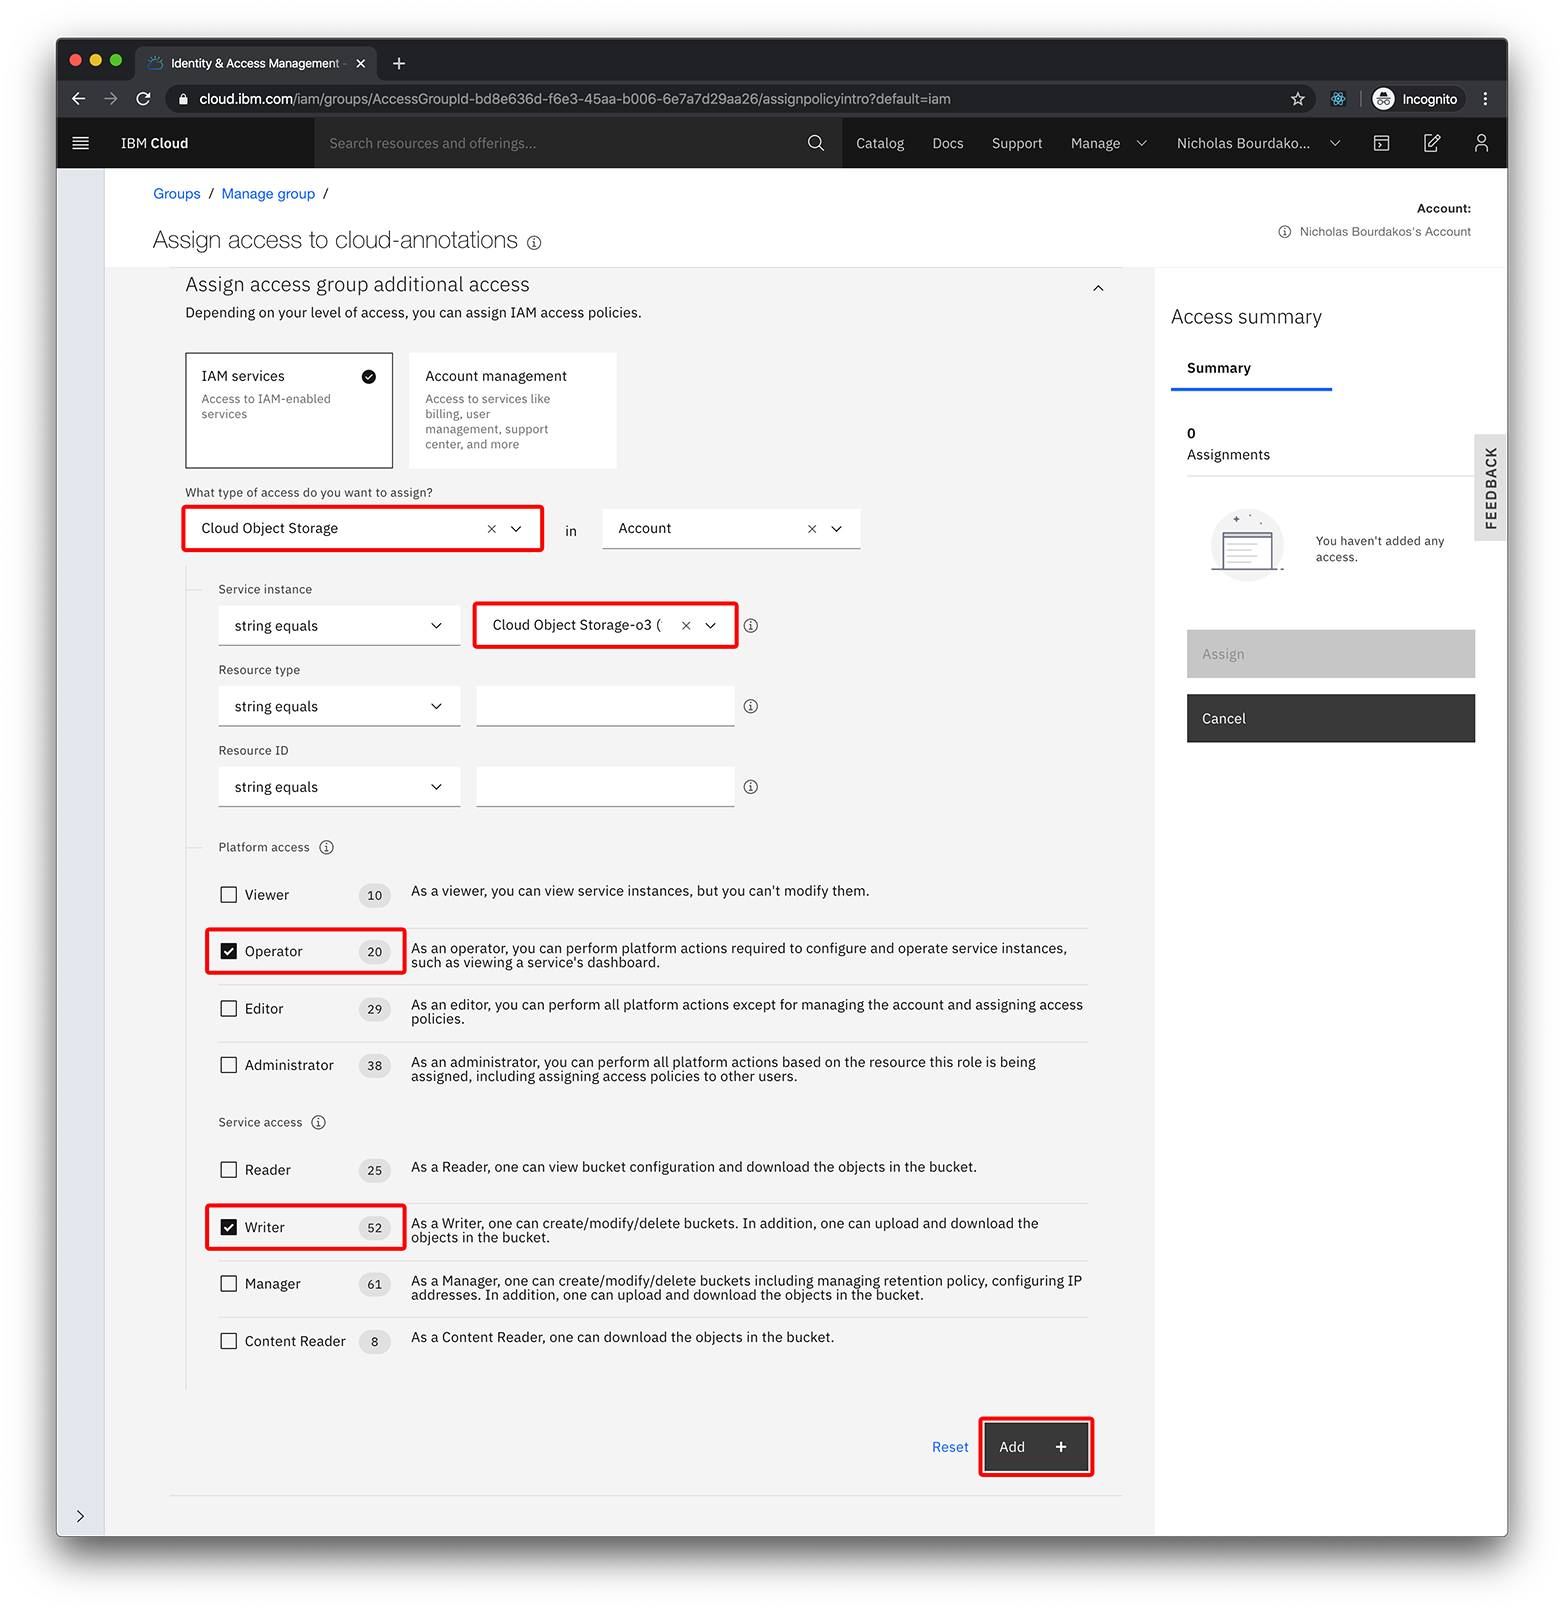 Identity & Access Management -
cloud.ibm.com/iam/groups/AccessGroupId-bd8e636d-f6e3-45aa-b006-6e7a7d29aa26/assignpolicyintro?default=iam
Incognito
IBM Cloud
Search resources and offerings...
Catalog
Docs
Support
Manage
Nicholas Bourdako...
Groups / Manage group /
Assign access to cloud-annotations
Account:
Nicholas Bourdakos's Account
Assign access group additional access
Depending on your level of access, you can assign IAM access policies.
IAM services
Access to IAM-enabled
services
Account management
Access to services like
billing, user
management, support
center, and more
What type of access do you want to assign?
Cloud Object Storage
in
Account
Service instance
string equals
Cloud Object Storage-o3 (
Resource type
string equals
Resource ID
string equals
Platform access
Viewer
10
As a viewer, you can view service instances, but you can't modify them.
Operator
20
As an operator, you can perform platform actions required to configure and operate service instances,
such as viewing a service's dashboard.
Editor
29
As an editor, you can perform all platform actions except for managing the account and assigning access
policies.
Administrator
38
As an administrator, you can perform all platform actions based on the resource this role is being
assigned, including assigning access policies to other users.
Service access
Reader
25
As a Reader, one can view bucket configuration and download the objects in the bucket.
Writer
52
As a Writer, one can create/modify/delete buckets. In addition, one can upload and download the
objects in the bucket.
Manager
61
As a Manager, one can create/modify/delete buckets including managing retention policy, configuring IP
addresses. In addition, one can upload and download the objects in the bucket.
Content Reader
8
As a Content Reader, one can download the objects in the bucket.
Reset
Add +
Access summary
Summary
0
Assignments
You haven't added any
access.
Assign
Cancel
FEEDBACK